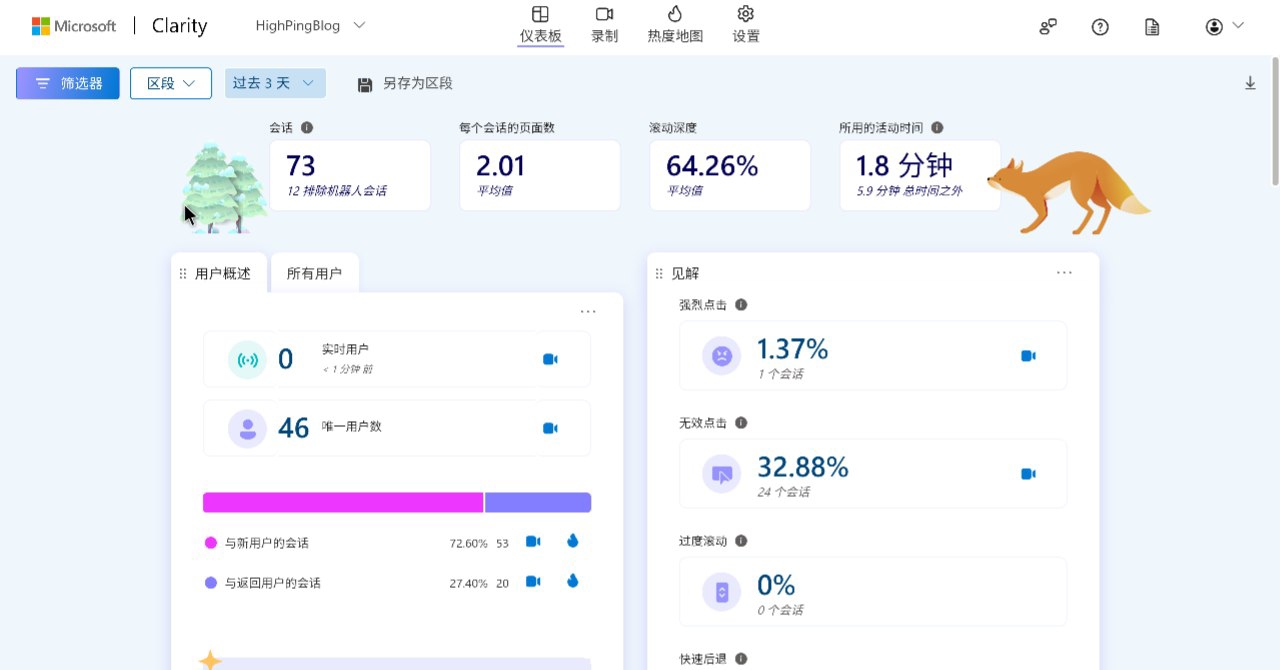 Microsoft | Clarity HighPingBlog
仪表板 录制 热度地图 设置
筛选器 区段 过去 3 天 另存为区段
会话
73
12 排除机器人会话
每个会话的页面数
2.01
平均值
滚动深度
64.26%
平均值
所用的活动时间
1.8 分钟
5.9 分钟 总时间之外
用户概述 所有用户
0 实时用户
< 1 分钟 前
46 唯一用户数
与新用户的会话 72.60% 53
与返回用户的会话 27.40% 20
见解
强烈点击
1.37%
1 个会话
无效点击
32.88%
24 个会话
过度滚动
0%
0 个会话
快速后退